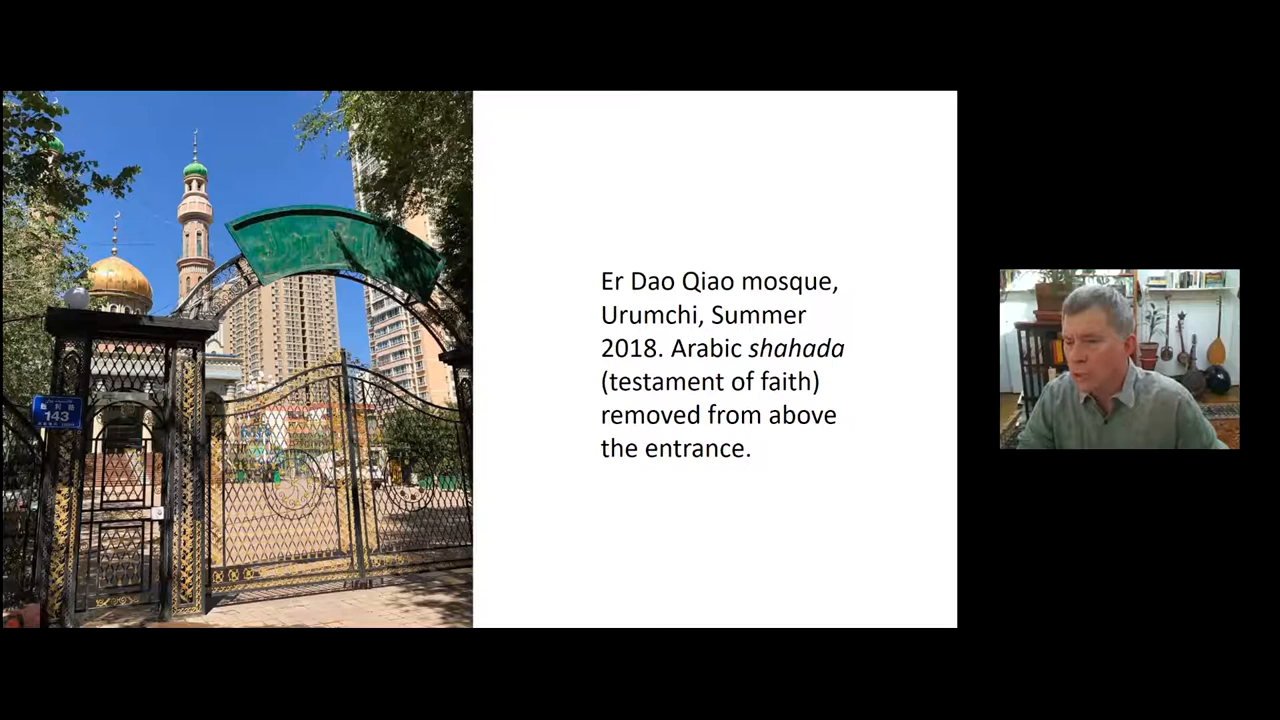 143
Er Dao Qiao mosque,
Urumchi, Summer
2018. Arabic shahada
(testament of faith)
removed from above
the entrance.